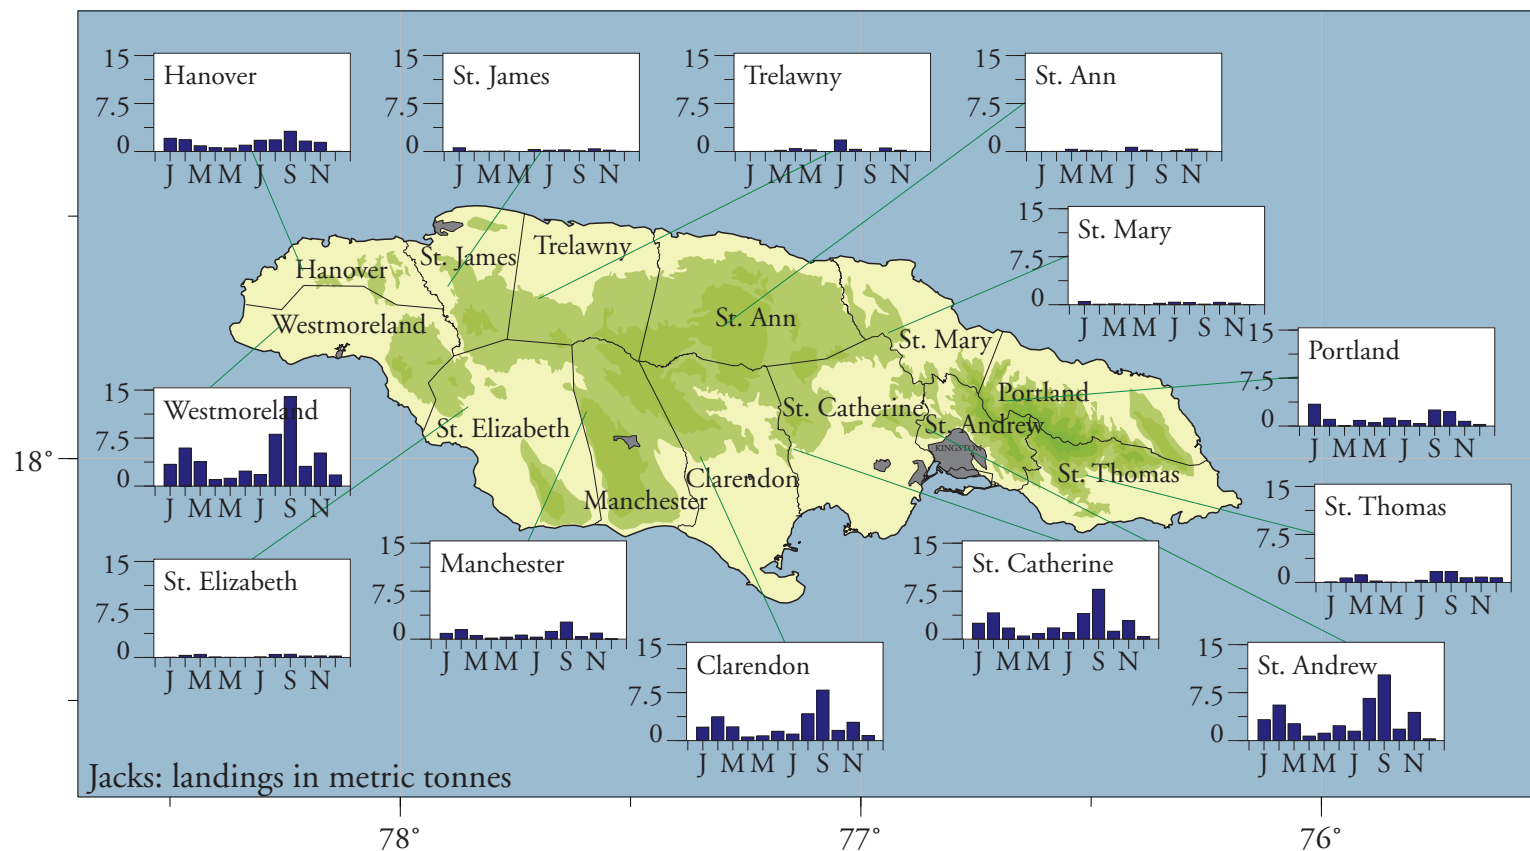 15
7.5
0
Hanover
J M M J S N
15
7.5
0
St. James
J M M J S N
15
7.5
0
Trelawny
J M M J S N
15
7.5
0
St. Ann
J M M J S N
15
7.5
0
St. Mary
J M M J S N
Hanover
St. James
Trelawny
Westmoreland
St. Ann
St. Mary
Portland
St. Catherine
St. Andrew
St. Elizabeth
KINGSTON
St. Thomas
Clarendon
Manchester
15
7.5
0
Portland
J M M J S N
15
7.5
0
Westmoreland
J M M J S N
18°
15
7.5
0
St. Thomas
J M M J S N
15
7.5
0
St. Elizabeth
J M M J S N
15
7.5
0
Manchester
J M M J S N
15
7.5
0
St. Catherine
J M M J S N
15
7.5
0
Clarendon
J M M J S N
15
7.5
0
St. Andrew
J M M J S N
Jacks: landings in metric tonnes
78° 77° 76°